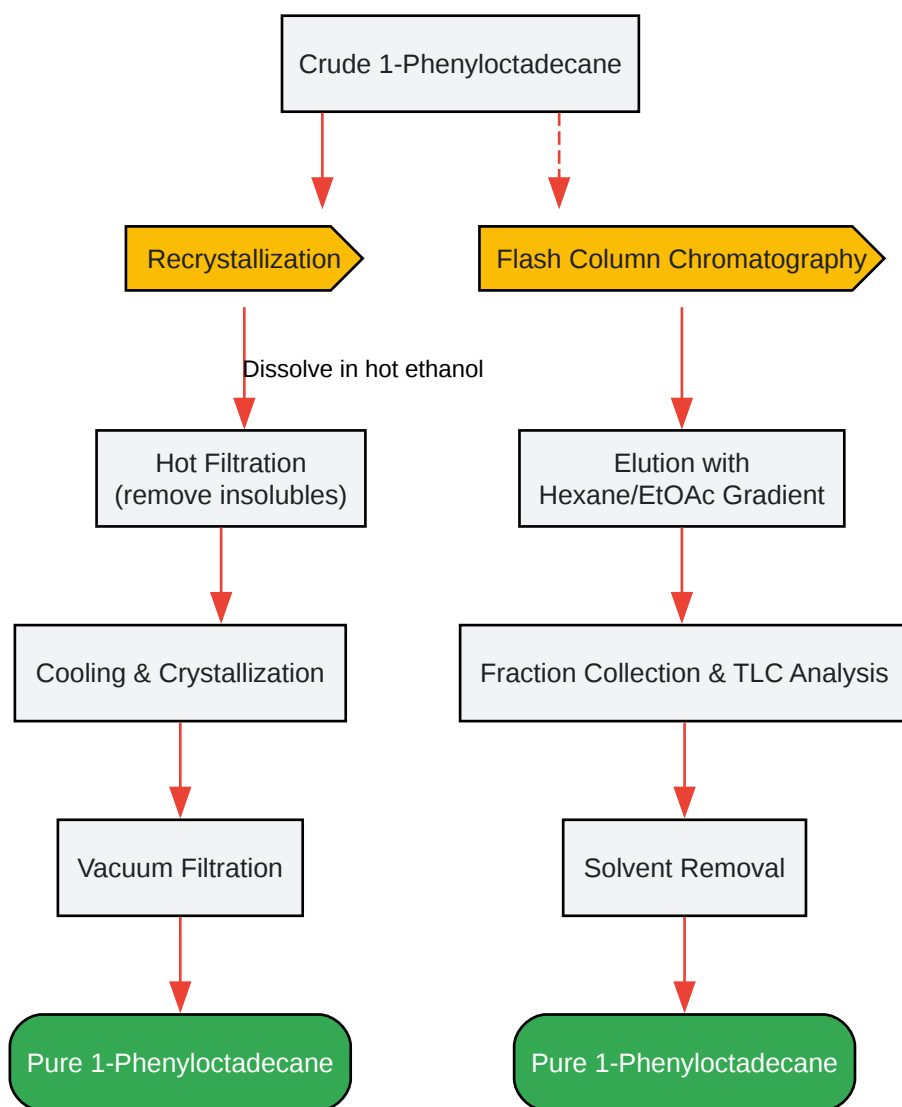 Crude 1-Phenyloctadecane
Recrystallization
Flash Column Chromatography
Dissolve in hot ethanol
Hot Filtration
(remove insolubles)
Elution with
Hexane/EtOAc Gradient
Cooling & Crystallization
Fraction Collection & TLC Analysis
Vacuum Filtration
Solvent Removal
Pure 1-Phenyloctadecane
Pure 1-Phenyloctadecane